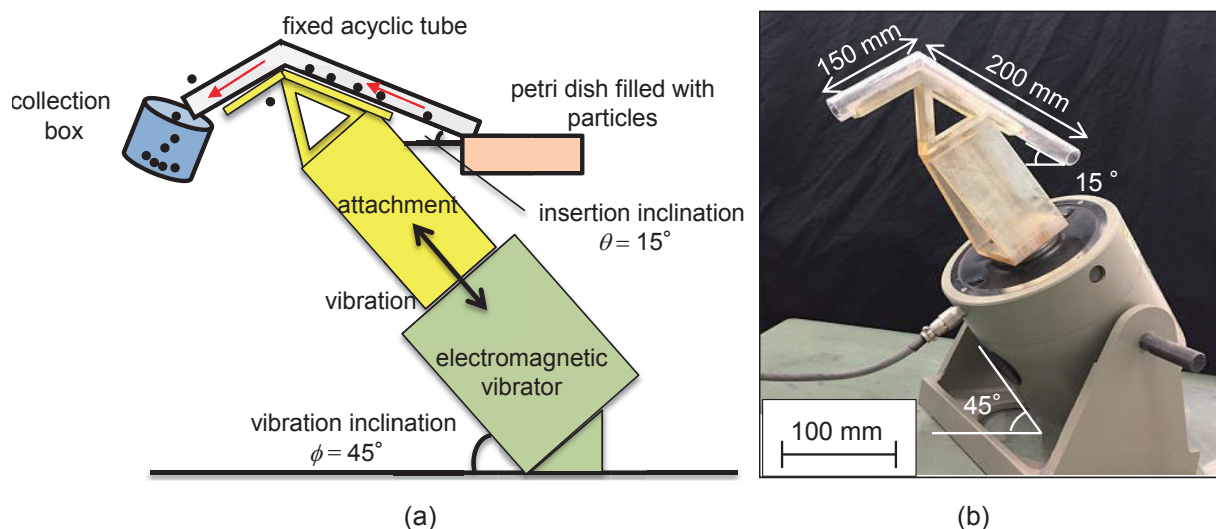 fixed acyclic tube
collection
box
petri dish filled with
particles
attachment
insertion inclination
θ = 15°
vibration
electromagnetic
vibrator
vibration inclination
ϕ = 45°
(a)
150 mm
200 mm
15 °
45°
100 mm
(b)